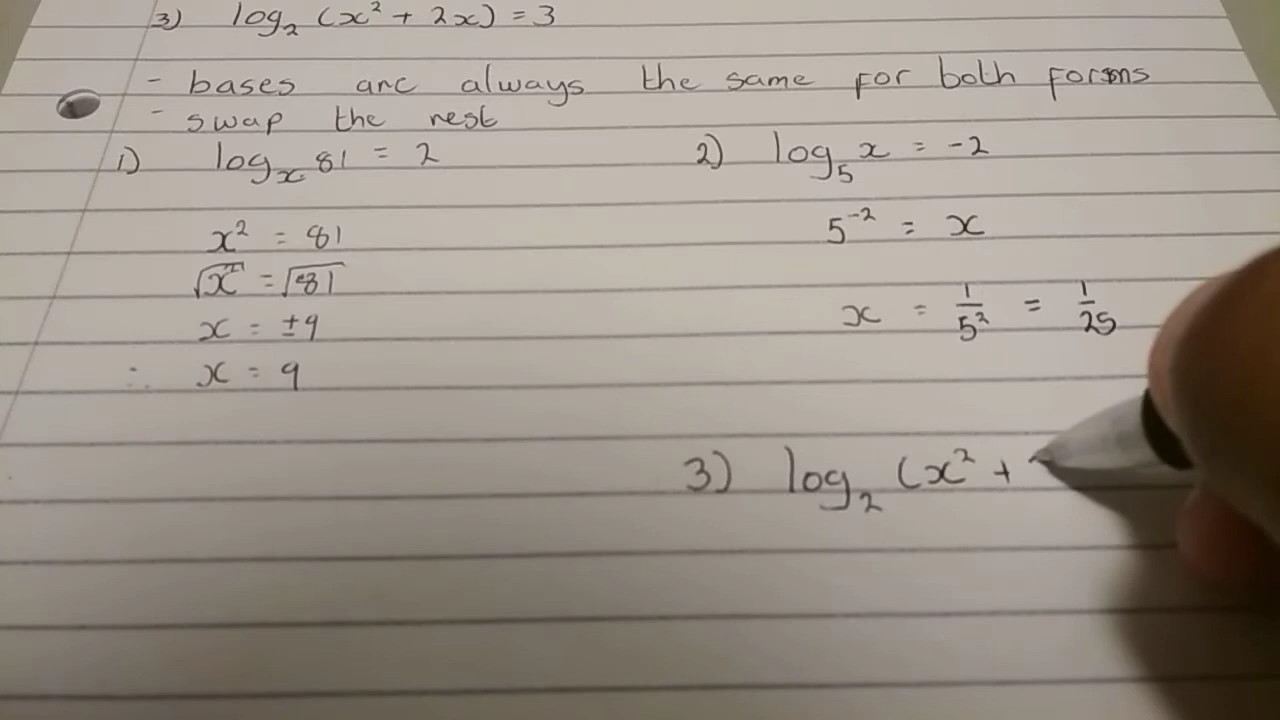 3) log₂ (x² + 2x) = 3
- bases are always the same for both forms
- swap the rest
1) logₓ 81 = 2
2) log₅ x = -2
x² = 81
5⁻² = x
√x² = √81
x = 1/5² = 1/25
x = ±9
∴ x = 9
3) log₂ (x² +